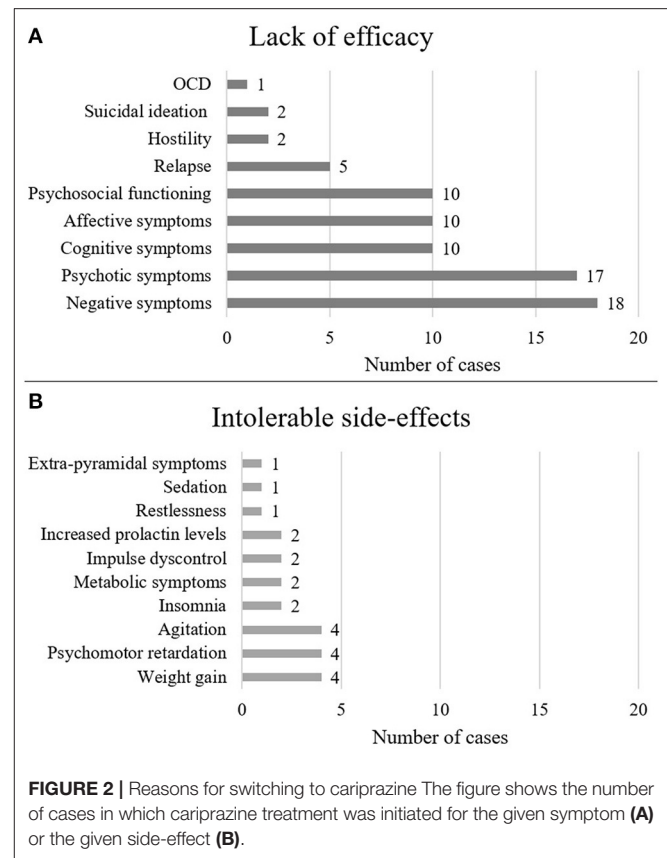 A
Lack of efficacy
OCD 1
Suicidal ideation 2
Hostility 2
Relapse 5
Psychosocial functioning 10
Affective symptoms 10
Cognitive symptoms 10
Psychotic symptoms 17
Negative symptoms 18
0 5 10 15 20
Number of cases
B
Intolerable side-effects
Extra-pyramidal symptoms 1
Sedation 1
Restlessness 1
Increased prolactin levels 2
Impulse dyscontrol 2
Metabolic symptoms 2
Insomnia 2
Agitation 4
Psychomotor retardation 4
Weight gain 4
0 5 10 15 20
Number of cases
FIGURE 2 | Reasons for switching to cariprazine The figure shows the number
of cases in which cariprazine treatment was initiated for the given symptom (A)
or the given side-effect (B).